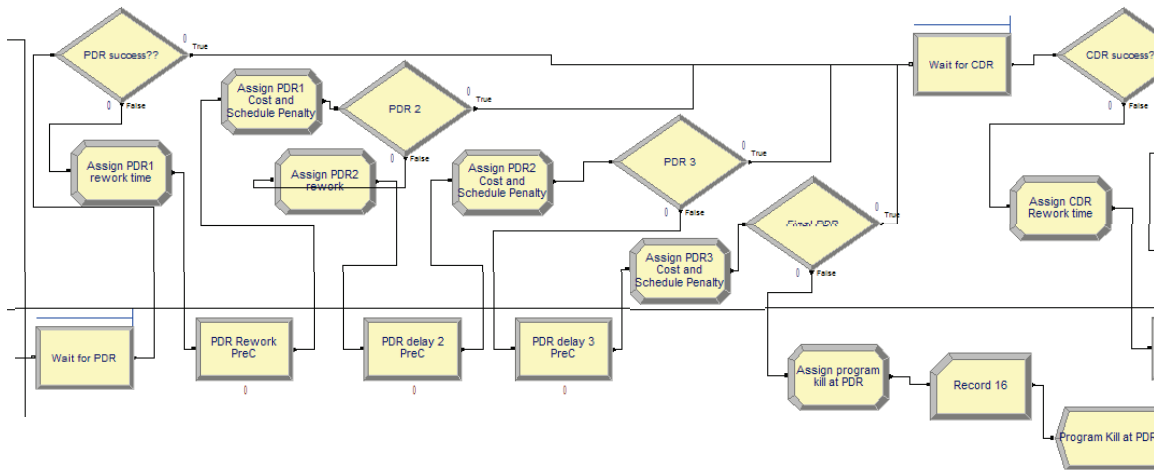 PDR success??
0
True
0
False
Assign PDR1
rework time
Wait for PDR
Assign PDR1
Cost and
Schedule Penalty
PDR 2
0
True
0
False
Assign PDR2
rework
PDR Rework
PreC
0
PDR delay 2
PreC
0
Assign PDR2
Cost and
Schedule Penalty
PDR 3
0
True
0
False
PDR delay 3
PreC
0
Assign PDR3
Cost and
Schedule Penalty
Final PDR
0
True
0
False
Assign program
kill at PDR
Record 16
Program Kill at PDR
Wait for CDR
CDR success?
0
False
Assign CDR
Rework time